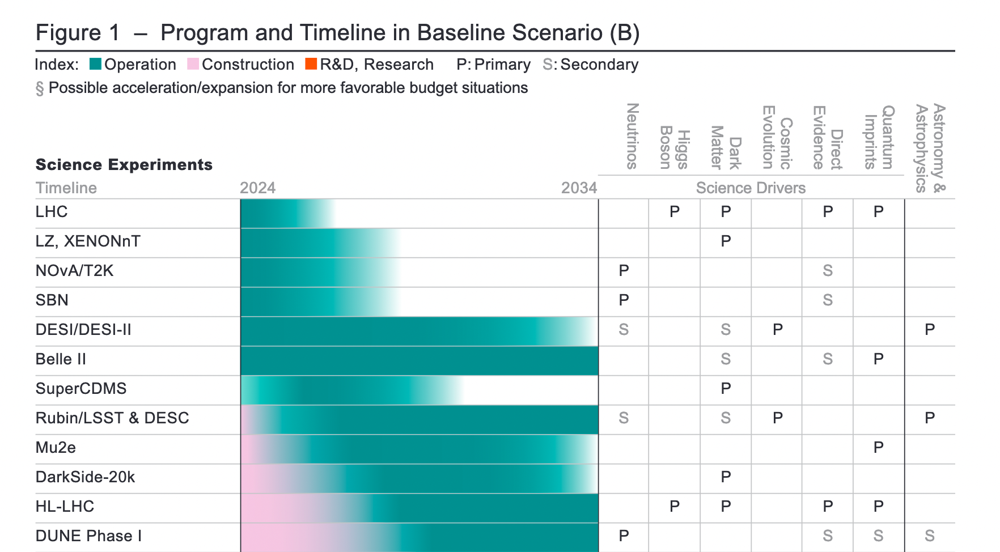 Figure 1 – Program and Timeline in Baseline Scenario (B)
Index: Operation Construction R&D, Research P: Primary S: Secondary
§ Possible acceleration/expansion for more favorable budget situations
Neutrinos
Higgs
Boson
Dark
Matter
Cosmic
Evolution
Direct
Evidence
Quantum
Imprints
Astronomy &
Astrophysics
Science Experiments
Timeline 2024 2034 Science Drivers
LHC P P P P
LZ, XENONnT P
NOvA/T2K P S
SBN P S
DESI/DESI-II S S P P
Belle II S S P
SuperCDMS P
Rubin/LSST & DESC S S P P
Mu2e P
DarkSide-20k P
HL-LHC P P P P
DUNE Phase I P S S S